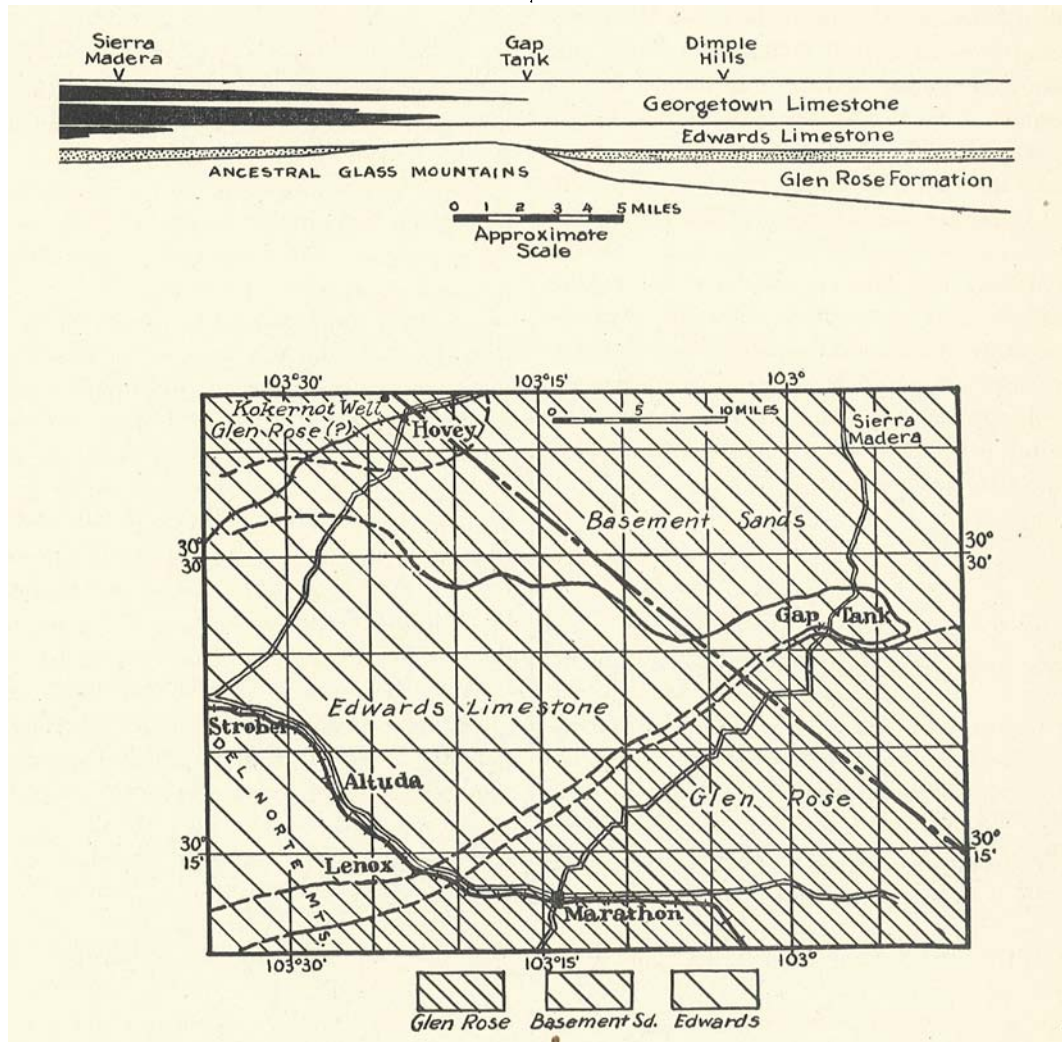 Sierra Madera
Gap Tank
Dimple Hills
Georgetown Limestone
Edwards Limestone
ANCESTRAL GLASS MOUNTAINS
Glen Rose Formation
0 1 2 3 4 5 MILES
Approximate
Scale
103°30' 103°15' 103°
Kokernot Well
Glen Rose (?)
Hovey
0 5 10 MILES
Sierra
Madera
Basement Sands
30°
30'
30°
30'
Gap Tank
Edwards Limestone
Strobel
DEL NORTE MTS.
Altuda
Glen Rose
30°
15'
30°
15'
Lenox
Marathon
103°30' 103°15' 103°
Glen Rose Basement Sd. Edwards